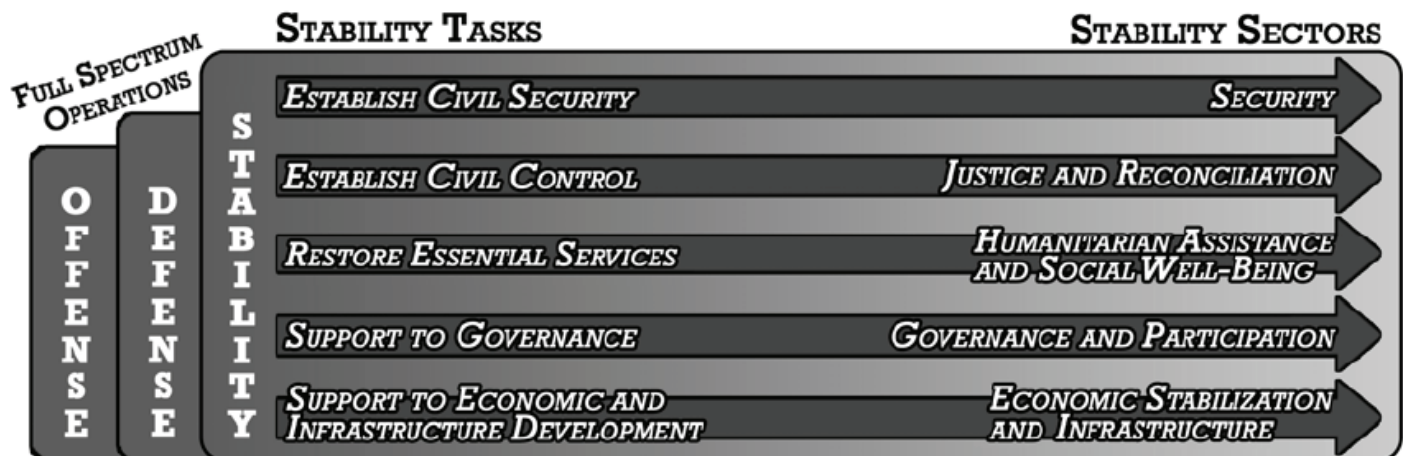 STABILITY TASKS
STABILITY SECTORS
FULL SPECTRUM
OPERATIONS
OFFENSE
DEFENSE
STABILITY
ESTABLISH CIVIL SECURITY
SECURITY
ESTABLISH CIVIL CONTROL
JUSTICE AND RECONCILIATION
RESTORE ESSENTIAL SERVICES
HUMANITARIAN ASSISTANCE
AND SOCIAL WELL-BEING
SUPPORT TO GOVERNANCE
GOVERNANCE AND PARTICIPATION
SUPPORT TO ECONOMIC AND
INFRASTRUCTURE DEVELOPMENT
ECONOMIC STABILIZATION
AND INFRASTRUCTURE